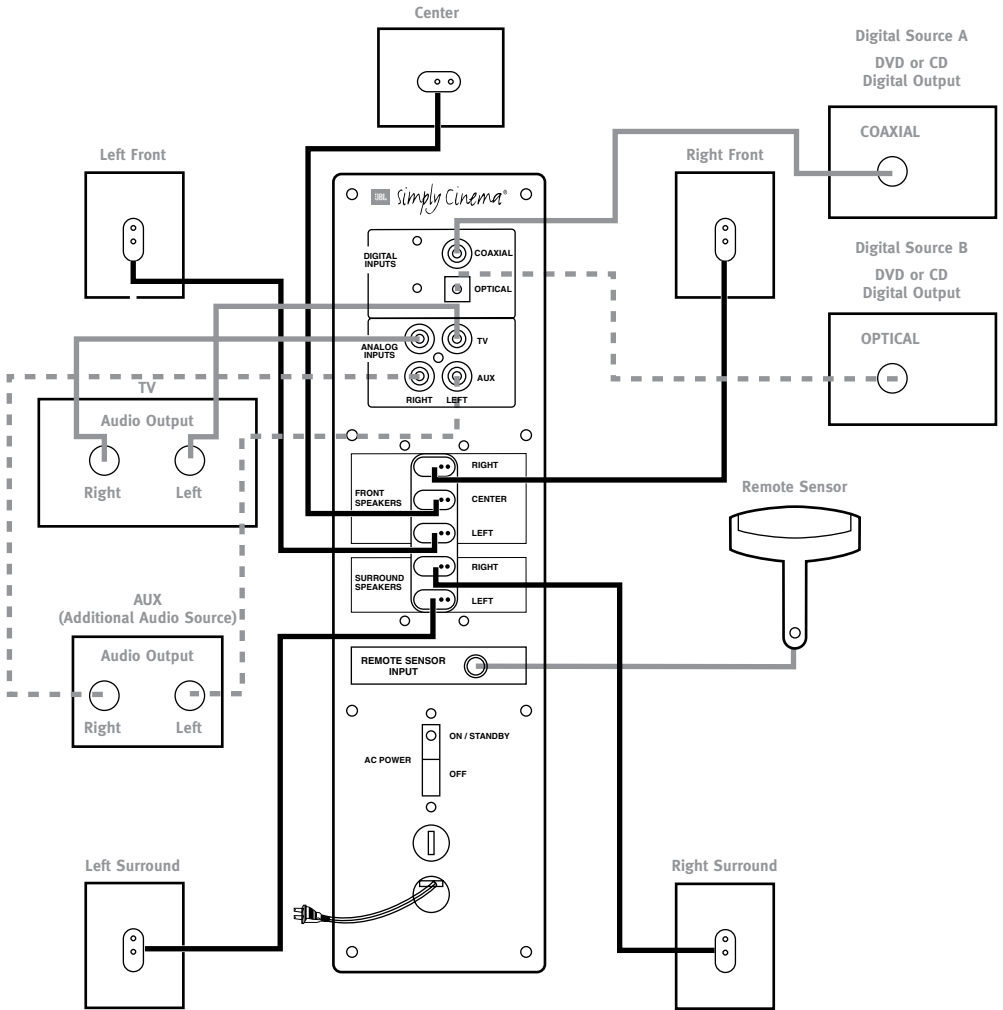 Center
Digital Source A
DVD or CD
Digital Output
COAXIAL
Left Front
Right Front
JBL Simply Cinema®
DIGITAL
INPUTS
COAXIAL
OPTICAL
Digital Source B
DVD or CD
Digital Output
OPTICAL
ANALOG
INPUTS
TV
AUX
RIGHT LEFT
TV
Audio Output
Right Left
FRONT
SPEAKERS
RIGHT
CENTER
LEFT
SURROUND
SPEAKERS
RIGHT
LEFT
Remote Sensor
AUX
(Additional Audio Source)
Audio Output
Right Left
REMOTE SENSOR
INPUT
AC POWER
ON / STANDBY
OFF
Left Surround
Right Surround